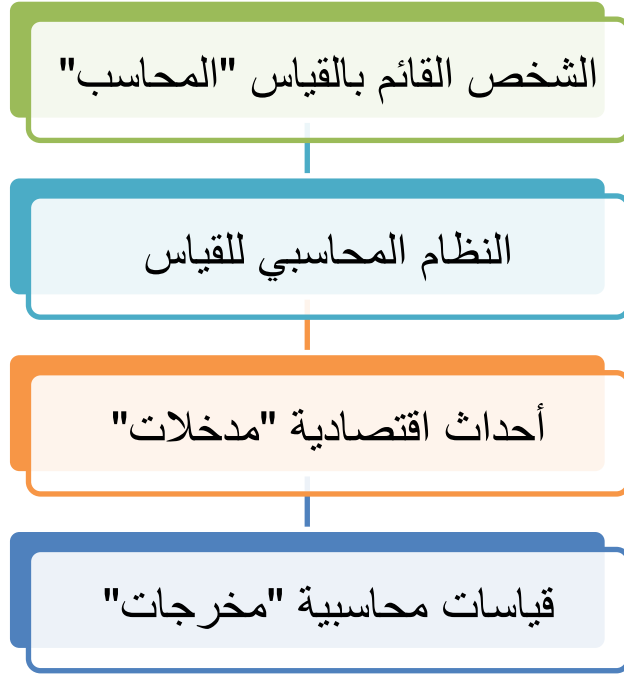 الشخص القائم بالقياس "المحاسب"
النظام المحاسبي للقياس
أحداث اقتصادية "مدخلات"
قياسات محاسبية "مخرجات"